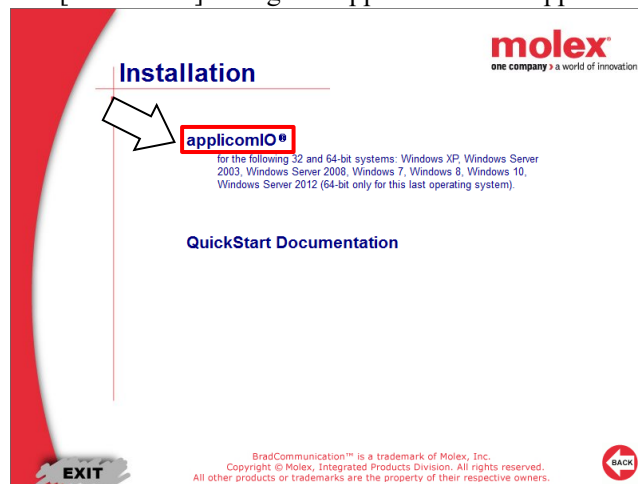 molex®
one company > a world of innovation
Installation
applicomIO®
for the following 32 and 64-bit systems: Windows XP, Windows Server
2003, Windows Server 2008, Windows 7, Windows 8, Windows 10,
Windows Server 2012 (64-bit only for this last operating system).
QuickStart Documentation
BradCommunication™ is a trademark of Molex, Inc.
Copyright © Molex, Integrated Products Division. All rights reserved.
All other products or trademarks are the property of their respective owners.
EXIT
BACK